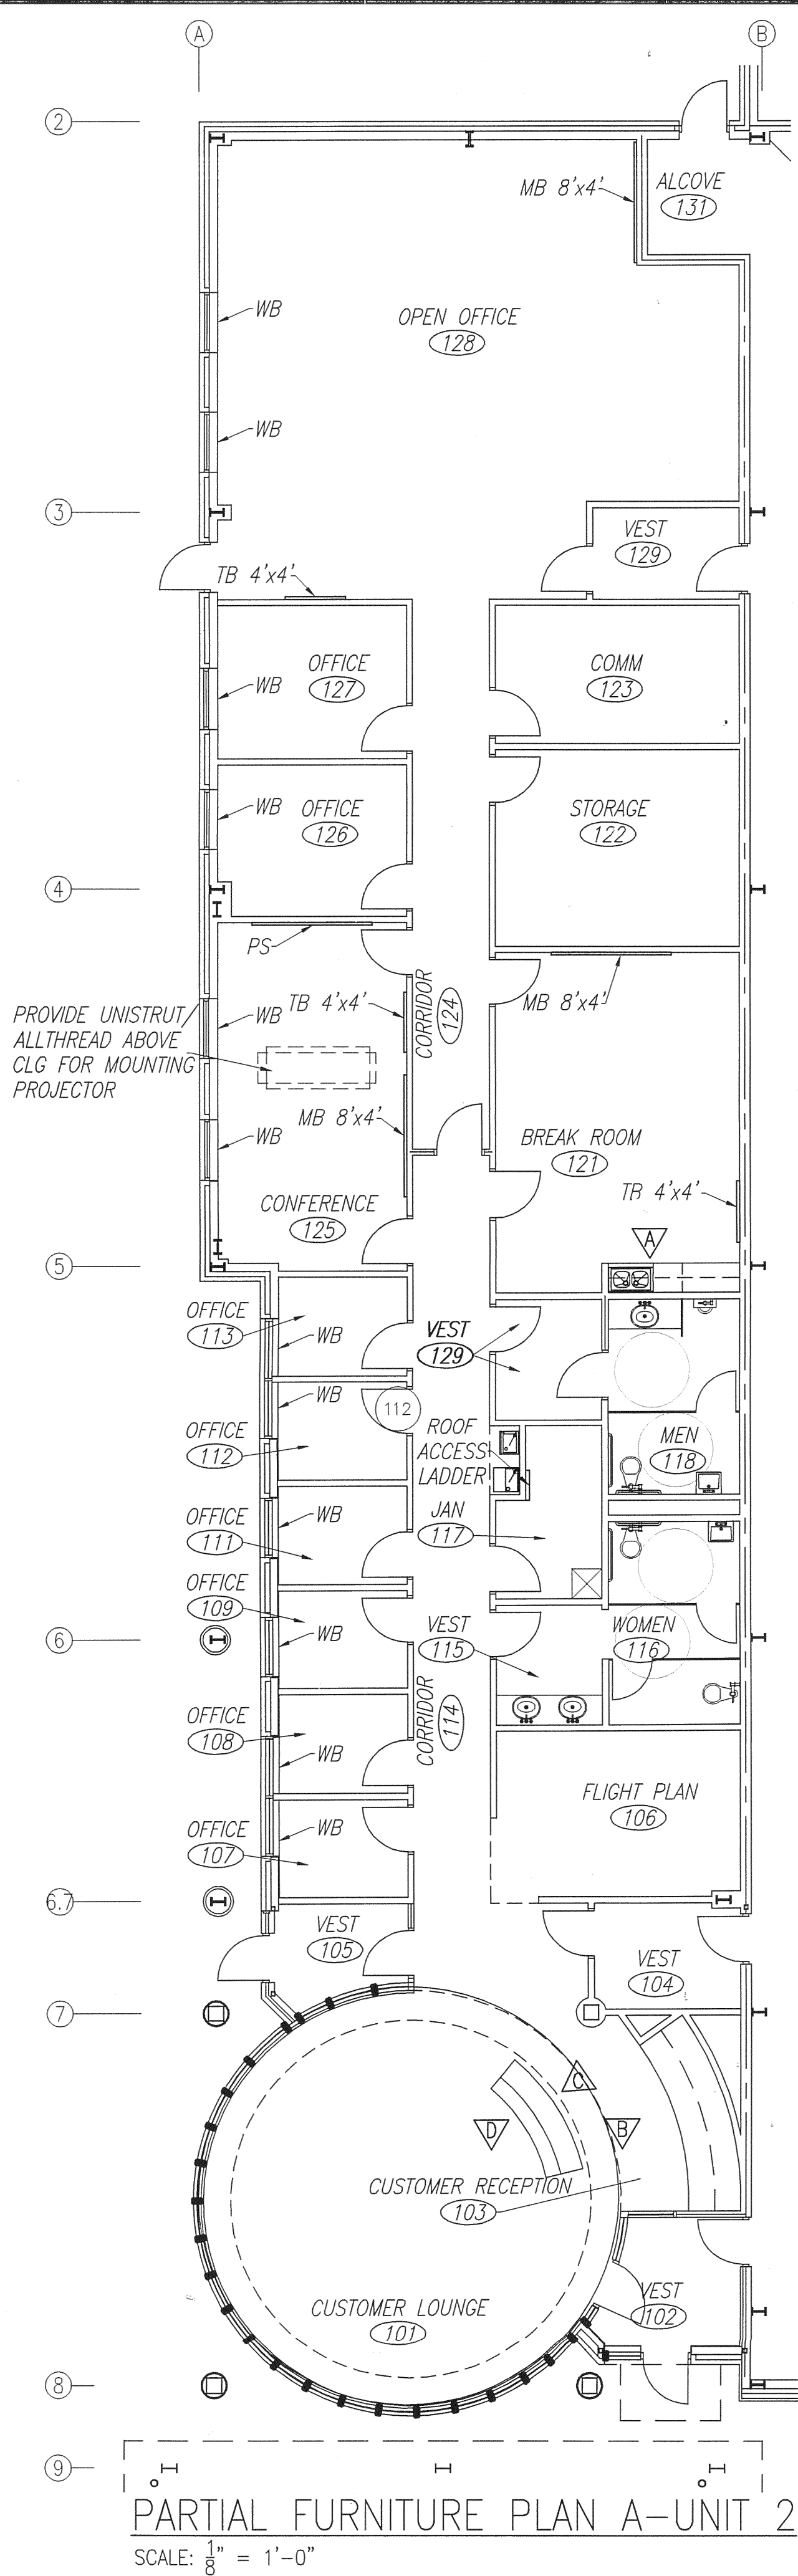 A
B
2
MB 8'x4'
ALCOVE
131
WB
OPEN OFFICE
128
WB
3
VEST
129
TB 4'x4'
OFFICE
127
WB
COMM
123
OFFICE
126
WB
STORAGE
122
4
PS
TB 4'x4'
CORRIDOR
124
MB 8'x4'
PROVIDE UNISTRUT
ALLTHREAD ABOVE
CLG FOR MOUNTING
PROJECTOR
WB
MB 8'x4'
WB
BREAK ROOM
121
TB 4'x4'
CONFERENCE
125
A
5
OFFICE
113
WB
VEST
129
OFFICE
112
WB
112
ROOF
ACCESS
LADDER
MEN
118
OFFICE
111
WB
JAN
117
OFFICE
109
WB
6
VEST
115
WOMEN
116
OFFICE
108
WB
CORRIDOR
114
FLIGHT PLAN
106
OFFICE
107
WB
6.7
VEST
105
VEST
104
7
C
D
B
CUSTOMER RECEPTION
103
CUSTOMER LOUNGE
101
VEST
102
8
9
PARTIAL FURNITURE PLAN A-UNIT 2
SCALE: 1/8" = 1'-0"